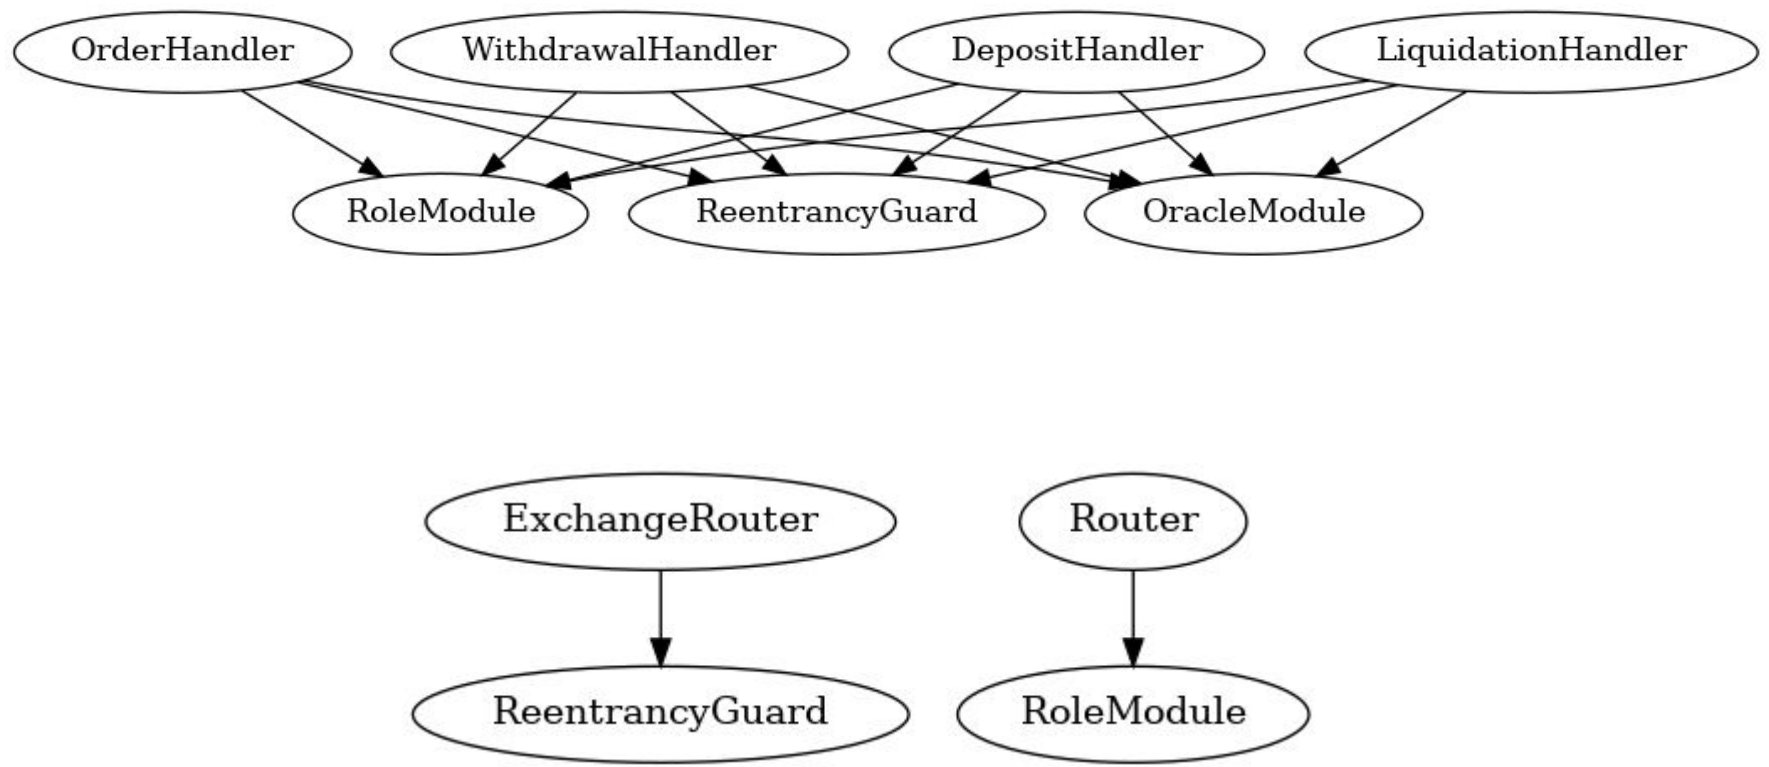 OrderHandler
WithdrawalHandler
DepositHandler
LiquidationHandler
RoleModule
ReentrancyGuard
OracleModule
ExchangeRouter
Router
ReentrancyGuard
RoleModule